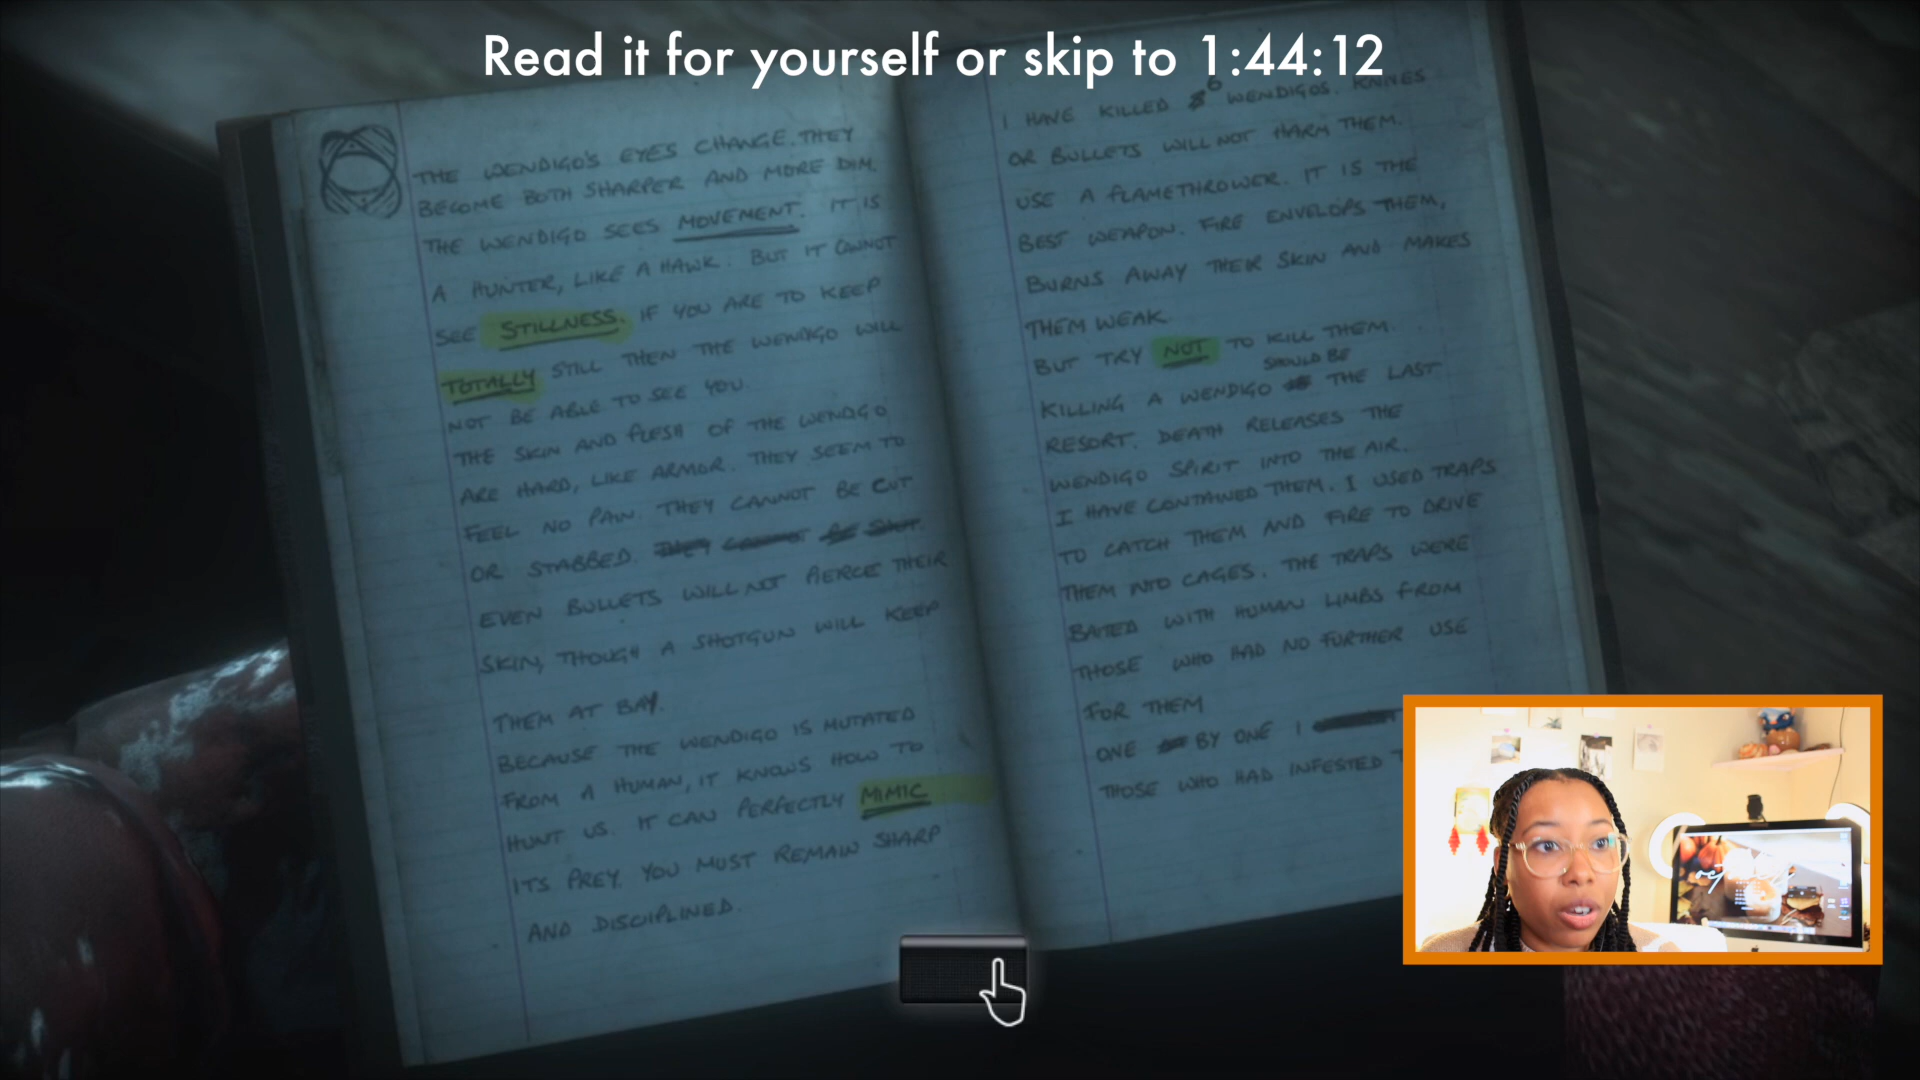 Read it for yourself or skip to 1:44:12
THE WENDIGO'S EYES CHANGE. THEY
BECOME BOTH SHARPER AND MORE DIM.
THE WENDIGO SEES MOVEMENT. IT IS
A HUNTER, LIKE A HAWK. BUT IT CANNOT
SEE STILLNESS. IF YOU ARE TO KEEP
TOTALLY STILL THEN THE WENDIGO WILL
NOT BE ABLE TO SEE YOU.
THE SKIN AND FLESH OF THE WENDIGO
ARE HARD, LIKE ARMOR. THEY SEEM TO
FEEL NO PAIN. THEY CANNOT BE CUT
OR STABBED. THEY CANNOT BE SHOT.
EVEN BULLETS WILL NOT PIERCE THEIR
SKIN, THOUGH A SHOTGUN WILL KEEP
THEM AT BAY.
BECAUSE THE WENDIGO IS MUTATED
FROM A HUMAN, IT KNOWS HOW TO
HUNT US. IT CAN PERFECTLY MIMIC
ITS PREY. YOU MUST REMAIN SHARP
AND DISCIPLINED.
I HAVE KILLED 6 WENDIGOS. KNIVES
OR BULLETS WILL NOT HARM THEM.
USE A FLAMETHROWER. IT IS THE
BEST WEAPON. FIRE ENVELOPS THEM,
BURNS AWAY THEIR SKIN AND MAKES
THEM WEAK.
BUT TRY NOT TO KILL THEM.
KILLING A WENDIGO SHOULD BE THE LAST
RESORT. DEATH RELEASES THE
WENDIGO SPIRIT INTO THE AIR.
I HAVE CONTAINED THEM. I USED TRAPS
TO CATCH THEM AND FIRE TO DRIVE
THEM INTO CAGES. THE TRAPS WERE
BAITED WITH HUMAN LIMBS FROM
THOSE WHO HAD NO FURTHER USE
FOR THEM
ONE BY ONE I
THOSE WHO HAD INFESTED